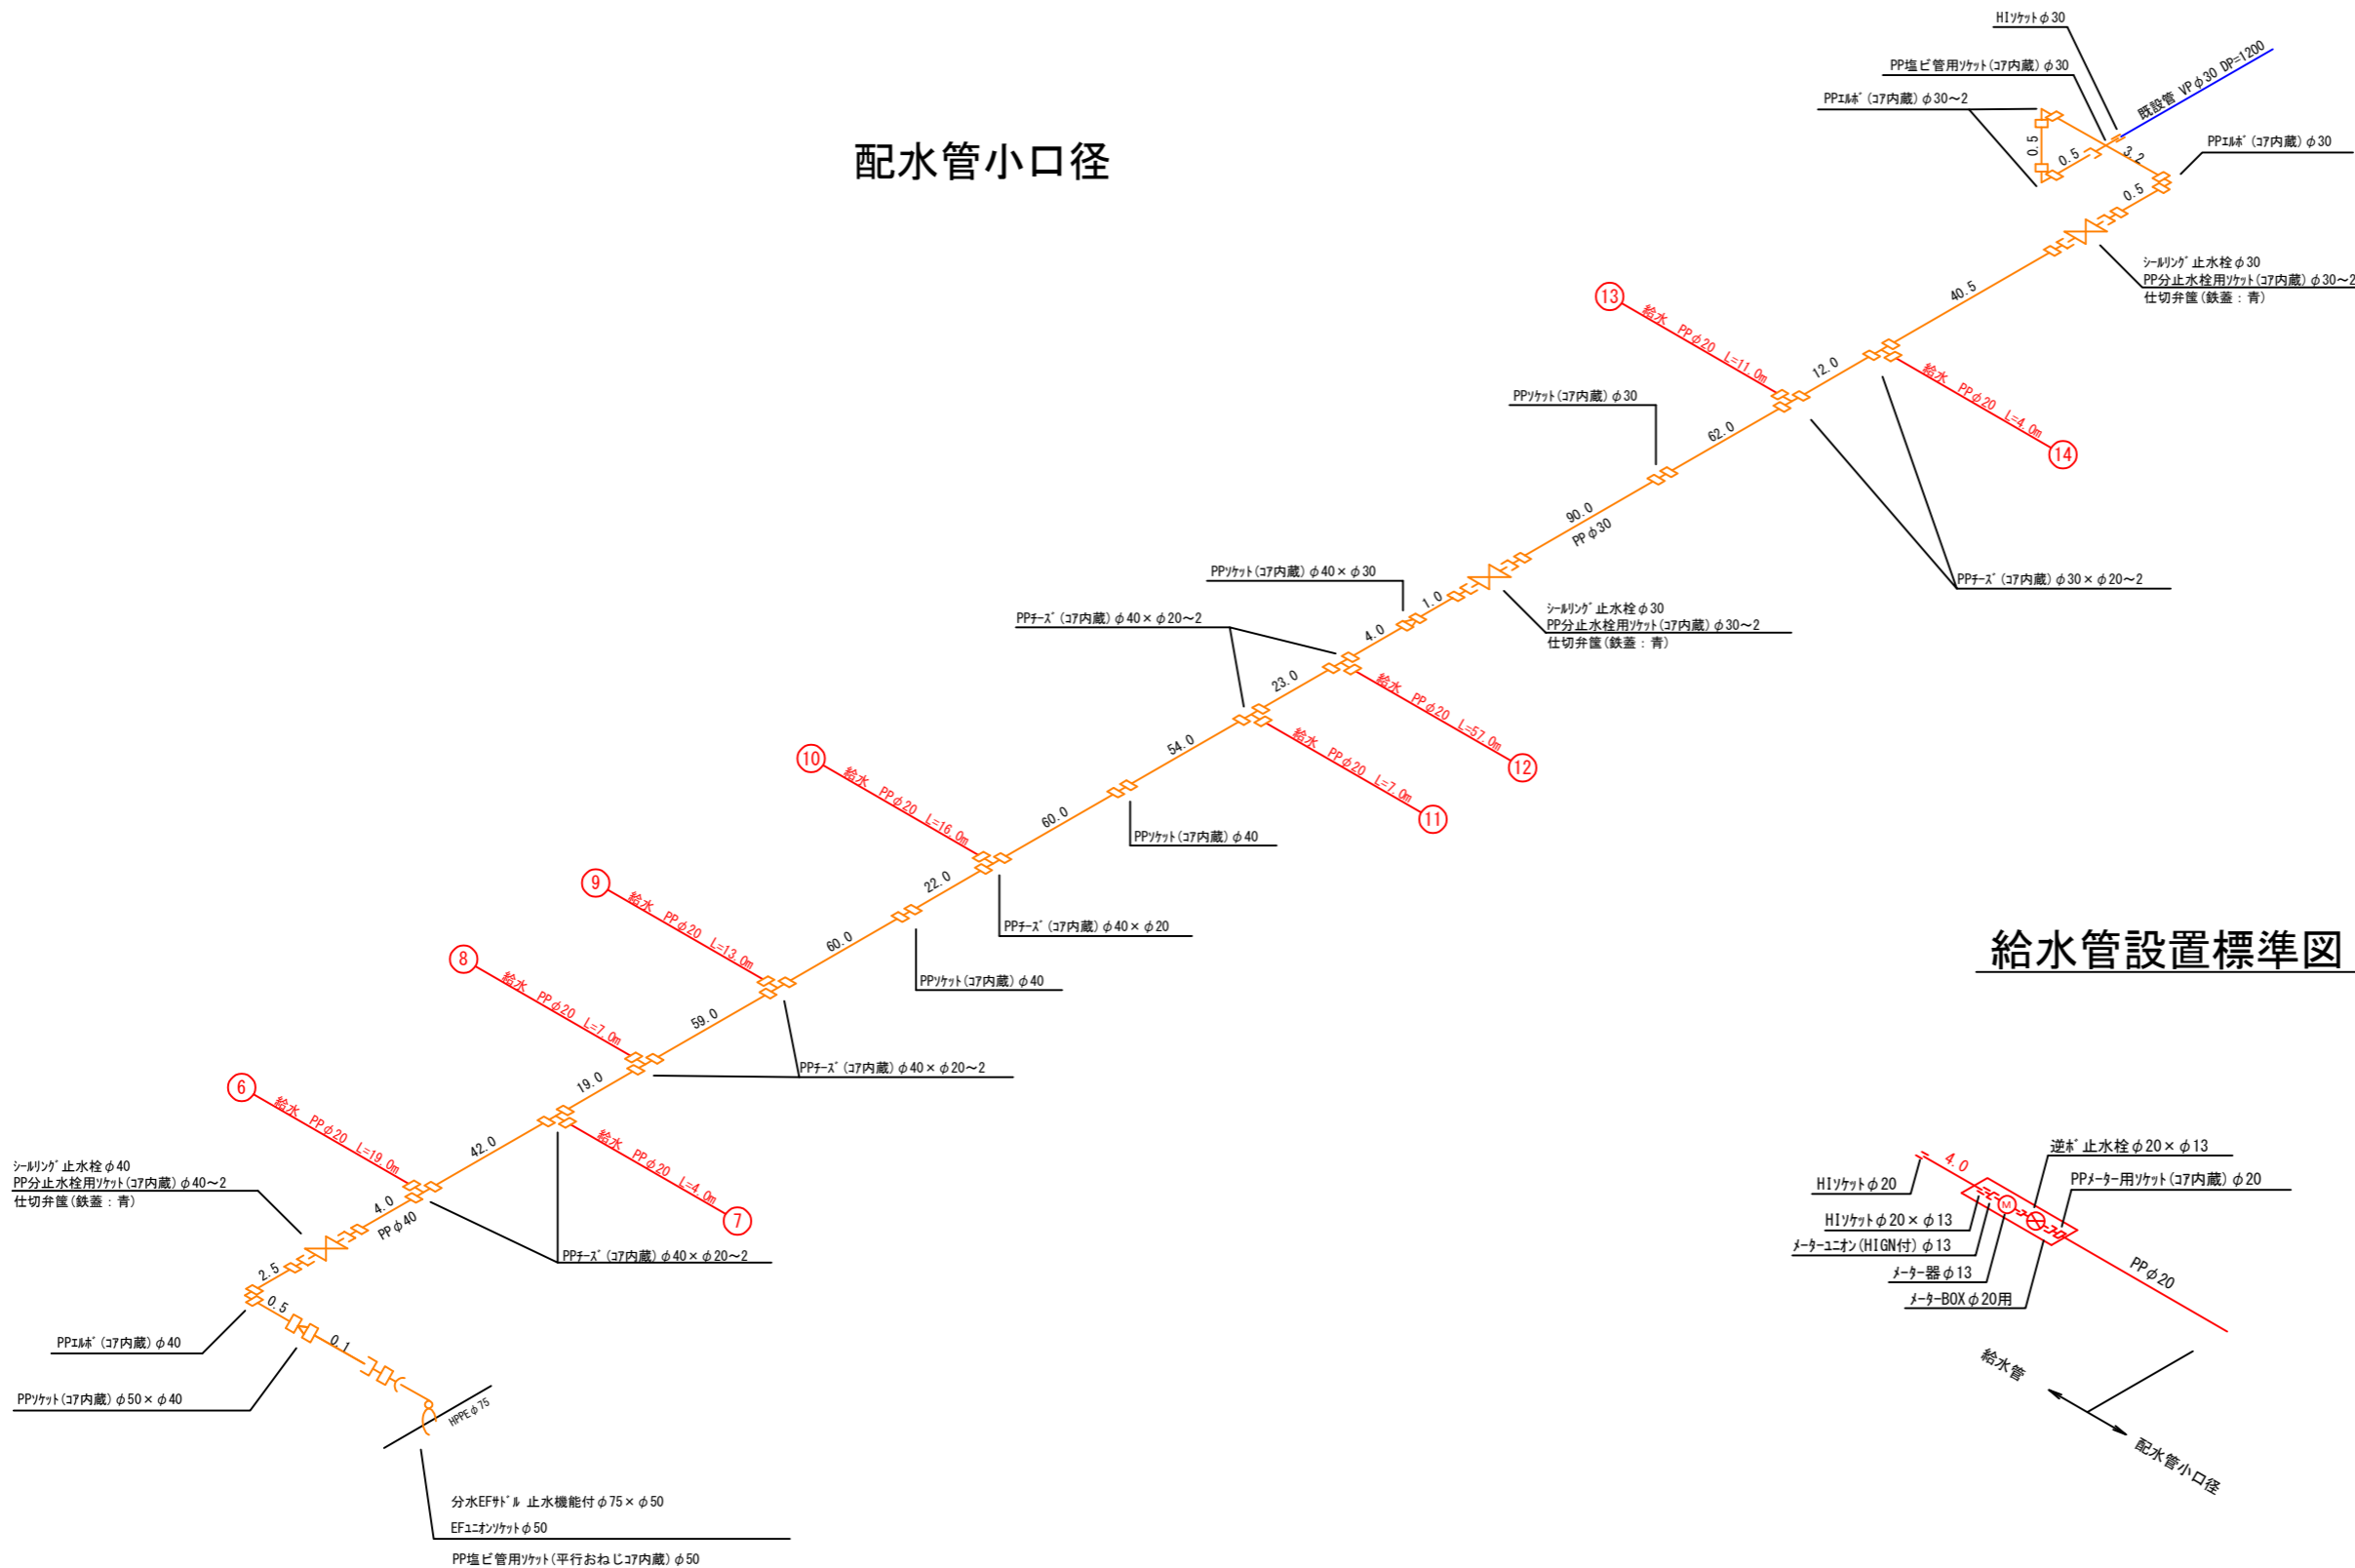 配水管小口径
HIソケットφ30
PP塩ビ管用ソケット(コア内蔵)φ30
PPエルボ(コア内蔵)φ30～2
既設管 VPφ30 DP=1200
PPエルボ(コア内蔵)φ30
0.5
0.5
3.2
0.5
シールリング止水栓φ30
PP分止水栓用ソケット(コア内蔵)φ30～2
仕切弁筐(鉄蓋：青)
40.5
⑬
給水 PPφ20 L=11.0m
12.0
給水 PPφ20 L=4.0m
⑭
PPソケット(コア内蔵)φ30
62.0
90.0
PPφ30
PPチーズ(コア内蔵)φ30×φ20～2
PPソケット(コア内蔵)φ40×φ30
1.0
シールリング止水栓φ30
PP分止水栓用ソケット(コア内蔵)φ30～2
仕切弁筐(鉄蓋：青)
PPチーズ(コア内蔵)φ40×φ20～2
4.0
23.0
給水 PPφ20 L=57.0m
⑫
54.0
給水 PPφ20 L=7.0m
⑪
⑩
給水 PPφ20 L=16.0m
60.0
PPソケット(コア内蔵)φ40
22.0
PPチーズ(コア内蔵)φ40×φ20
⑨
給水 PPφ20 L=13.0m
60.0
PPソケット(コア内蔵)φ40
⑧
給水 PPφ20 L=7.0m
59.0
PPチーズ(コア内蔵)φ40×φ20～2
19.0
⑥
給水 PPφ20 L=19.0m
42.0
給水 PPφ20 L=4.0m
⑦
シールリング止水栓φ40
PP分止水栓用ソケット(コア内蔵)φ40～2
仕切弁筐(鉄蓋：青)
4.0
PPφ40
PPチーズ(コア内蔵)φ40×φ20～2
2.5
0.5
0.1
PPエルボ(コア内蔵)φ40
PPソケット(コア内蔵)φ50×φ40
HPPEφ75
分水EFサドル 止水機能付φ75×φ50
EFユニオンソケットφ50
PP塩ビ管用ソケット(平行おねじコア内蔵)φ50
給水管設置標準図
4.0
逆ボ止水栓φ20×φ13
HIソケットφ20
PPメーター用ソケット(コア内蔵)φ20
HIソケットφ20×φ13
M
メーターユニオン(HIGN付)φ13
メーター器φ13
メーターBOXφ20用
PPφ20
給水管
配水管小口径